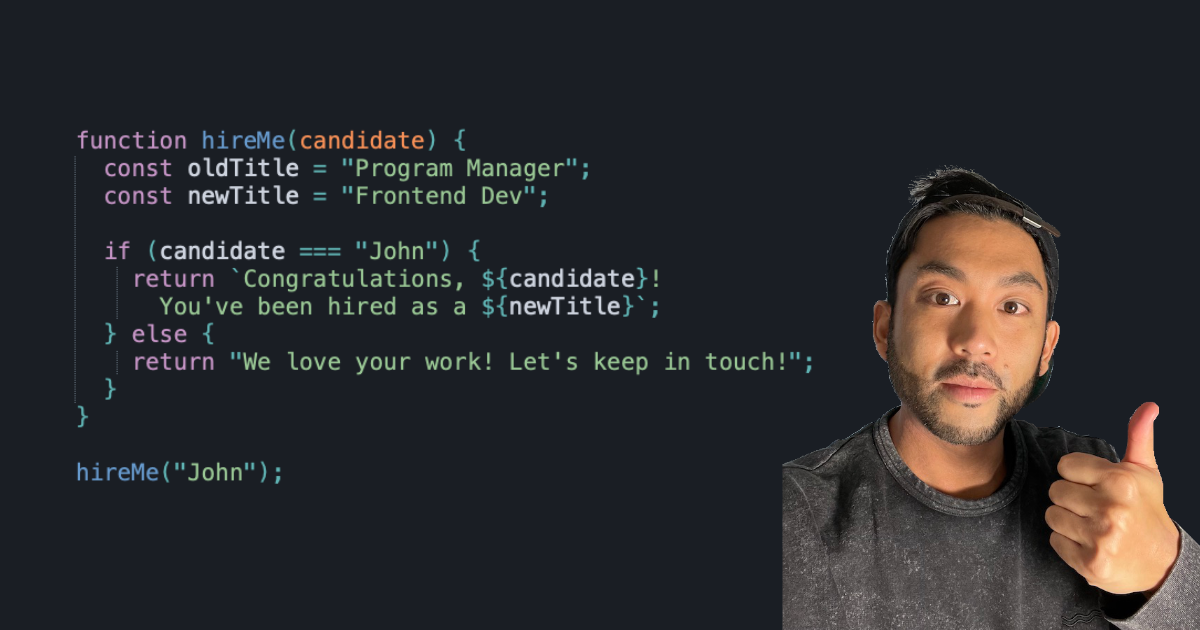 function hireMe(candidate) {
const oldTitle = "Program Manager";
const newTitle = "Frontend Dev";
if (candidate === "John") {
return `Congratulations, ${candidate}!
You've been hired as a ${newTitle}`;
} else {
return "We love your work! Let's keep in touch!";
}
}
hireMe("John");